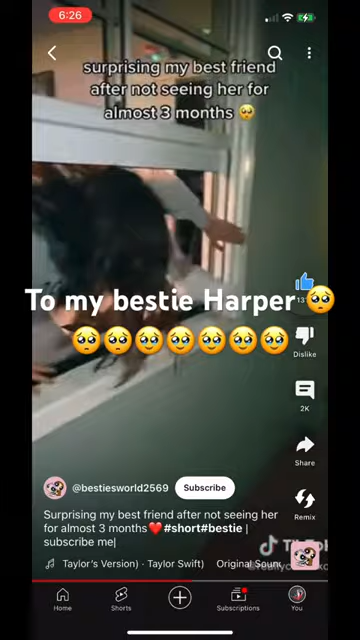 6:26
surprising my best friend
after not seeing her for
almost 3 months 🥺
To my bestie Harper 🥺
🥺🥺🥹🥹🥹🥹🥹
Dislike
2K
Share
Remix
@bestiesworld2569
Subscribe
Surprising my best friend after not seeing her
for almost 3 months❤️#short#bestie |
subscribe me|
Taylor's Version) · Taylor Swift)
Original Soun
Home
Shorts
Subscriptions
You